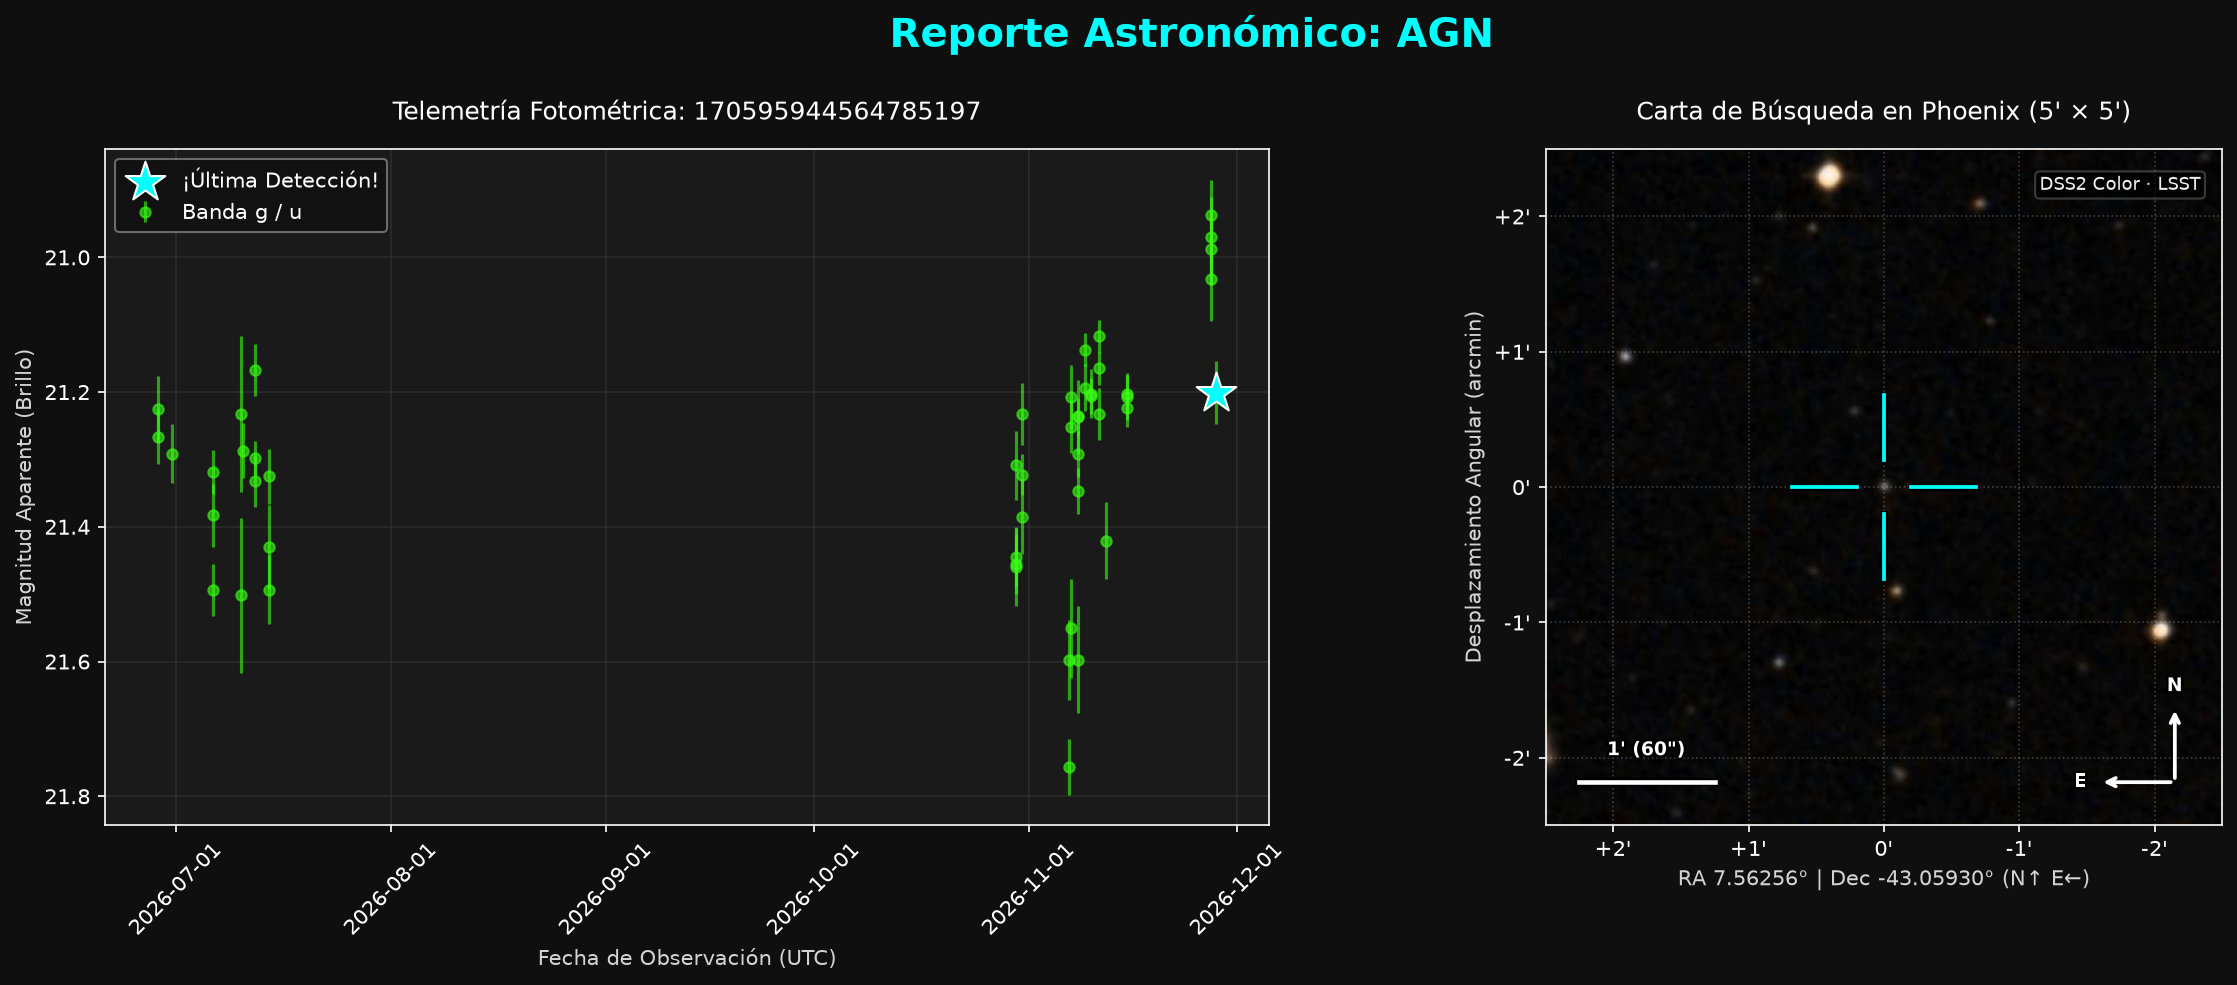 Reporte Astronómico: AGN
Telemetría Fotométrica: 170595944564785197
¡Última Detección!
Banda g / u
Magnitud Aparente (Brillo)
21.0
21.2
21.4
21.6
21.8
2026-07-01
2026-08-01
2026-09-01
2026-10-01
2026-11-01
2026-12-01
Fecha de Observación (UTC)
Carta de Búsqueda en Phoenix (5' × 5')
DSS2 Color · LSST
Desplazamiento Angular (arcmin)
+2'
+1'
0'
-1'
-2'
N
E
1' (60")
+2'
+1'
0'
-1'
-2'
RA 7.56256° | Dec -43.05930° (N↑ E←)